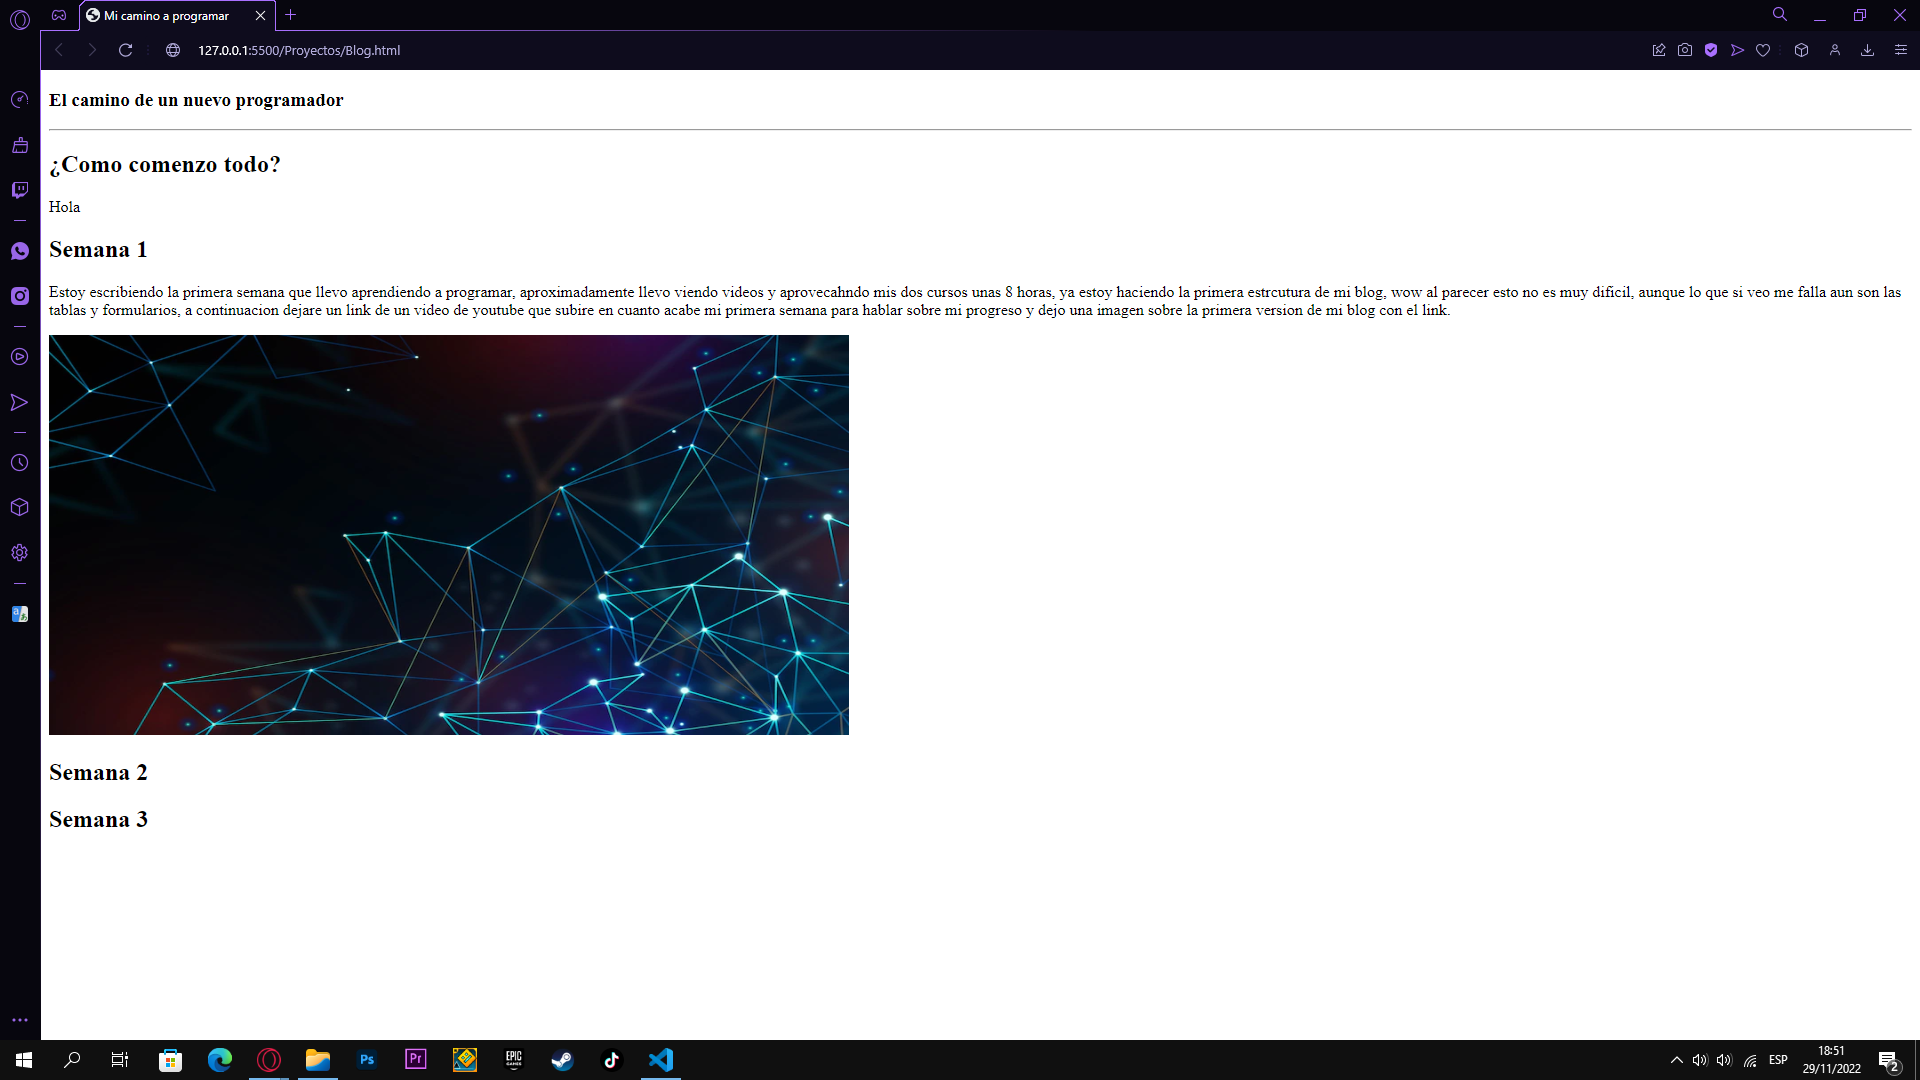 Mi camino a programar
127.0.0.1:5500/Proyectos/Blog.html
El camino de un nuevo programador
¿Como comenzo todo?
Hola
Semana 1
Estoy escribiendo la primera semana que llevo aprendiendo a programar, aproximadamente llevo viendo videos y aprovecahndo mis dos cursos unas 8 horas, ya estoy haciendo la primera estrcutura de mi blog, wow al parecer esto no es muy dificil, aunque lo que si veo me falla aun son las
tablas y formularios, a continuacion dejare un link de un video de youtube que subire en cuanto acabe mi primera semana para hablar sobre mi progreso y dejo una imagen sobre la primera version de mi blog con el link.
Semana 2
Semana 3
Ps
Pr
EPIC
GAMES
ESP
18:51
29/11/2022
2